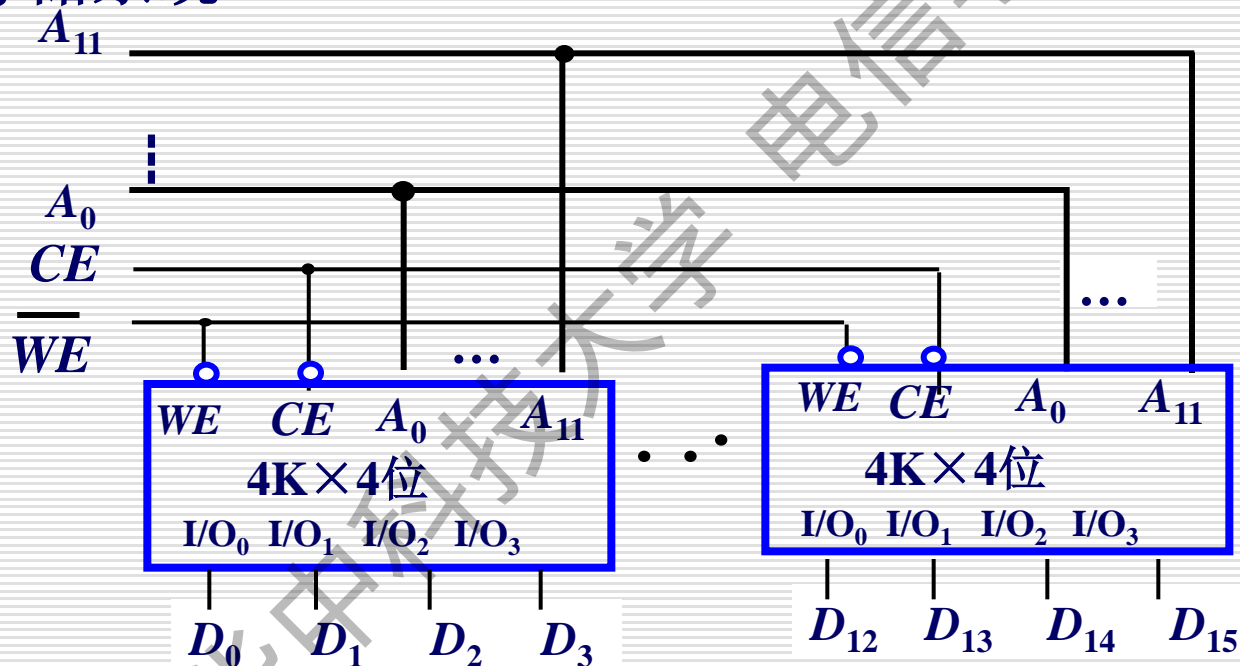 A₁₁
A₀
CE
W̅E̅
... ...
WE CE A₀ A₁₁ WE CE A₀ A₁₁
4K×4位 ... 4K×4位
I/O₀ I/O₁ I/O₂ I/O₃ I/O₀ I/O₁ I/O₂ I/O₃
D₀ D₁ D₂ D₃ D₁₂ D₁₃ D₁₄ D₁₅
中科技大学 电信